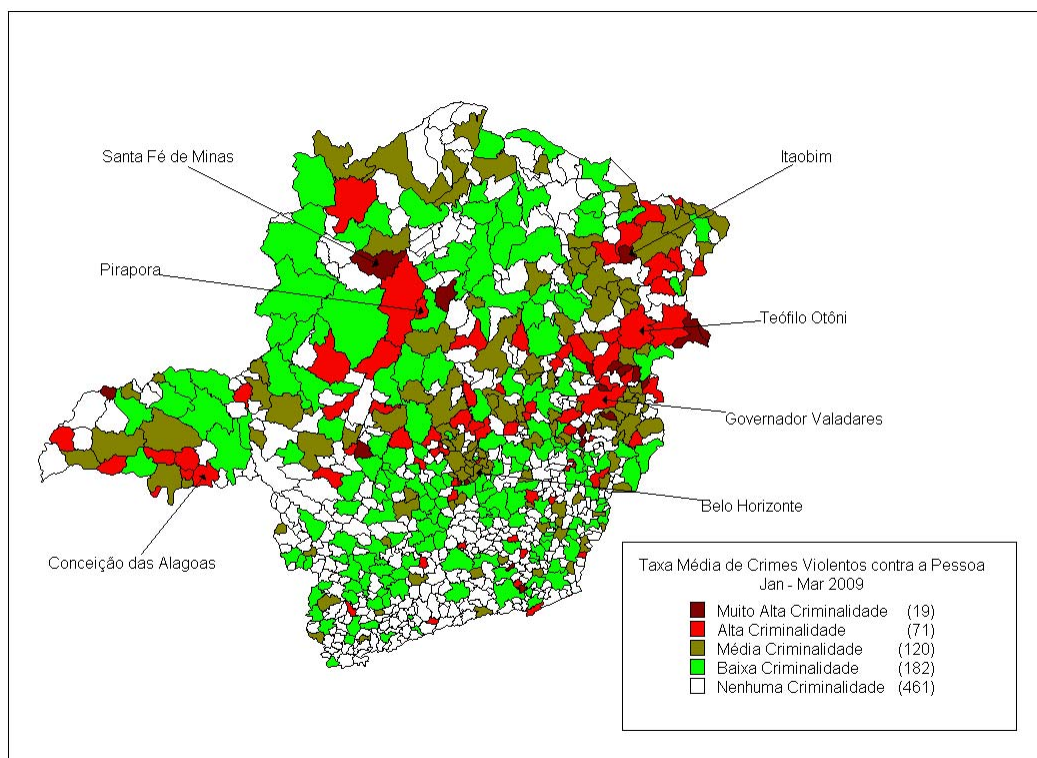 Santa Fé de Minas
Itaobim
Pirapora
Teófilo Otôni
Governador Valadares
Belo Horizonte
Conceição das Alagoas
Taxa Média de Crimes Violentos contra a Pessoa
Jan - Mar 2009
Muito Alta Criminalidade (19)
Alta Criminalidade (71)
Média Criminalidade (120)
Baixa Criminalidade (182)
Nenhuma Criminalidade (461)